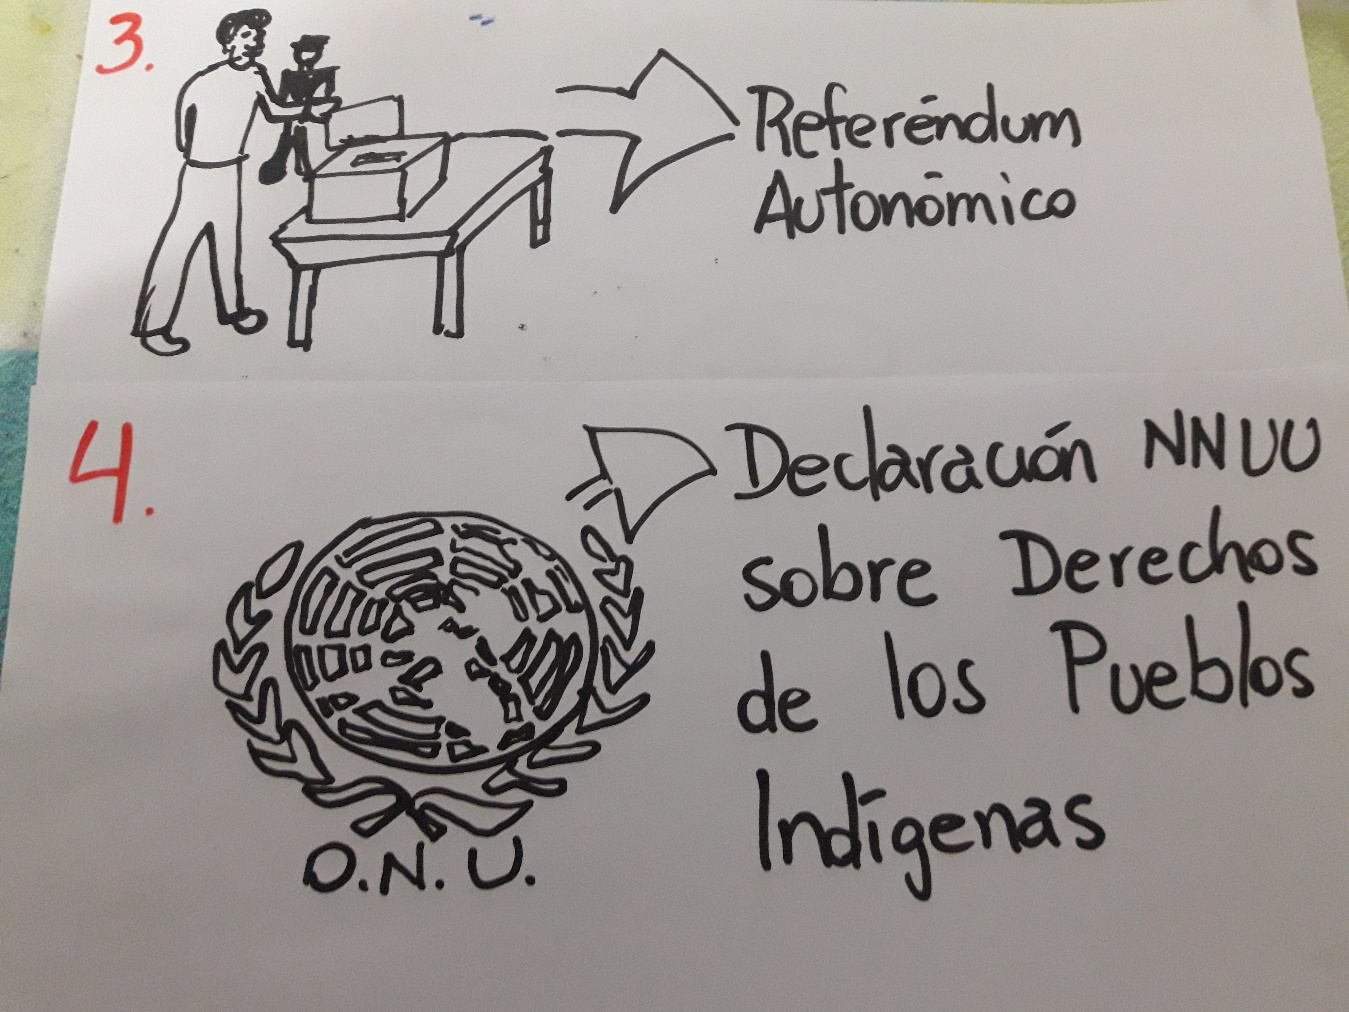 3.
Referéndum
Autonómico
4.
Declaración NNUU
sobre Derechos
de los Pueblos
Indígenas
O.N.U.